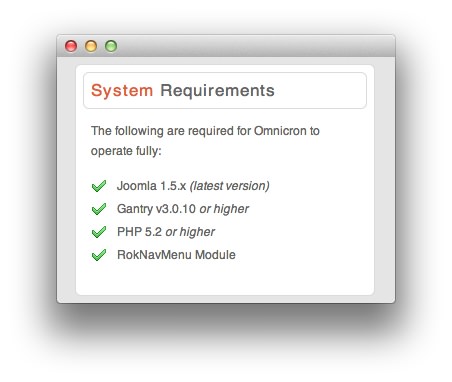 System Requirements
The following are required for Omnicron to
operate fully:
Joomla 1.5.x (latest version)
Gantry v3.0.10 or higher
PHP 5.2 or higher
RokNavMenu Module